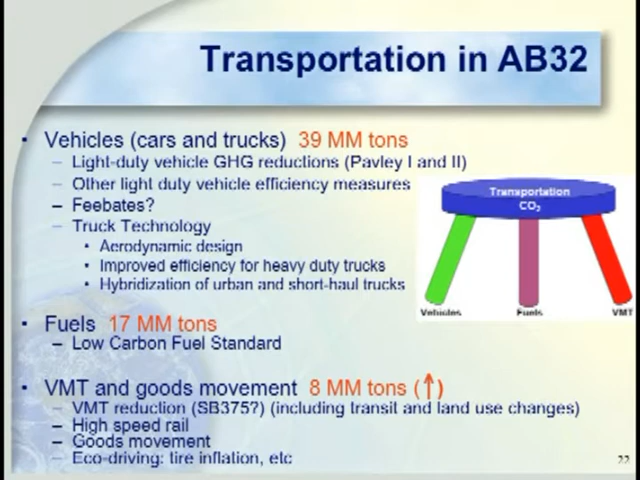 Transportation in AB32
• Vehicles (cars and trucks) 39 MM tons
– Light-duty vehicle GHG reductions (Pavley I and II)
– Other light duty vehicle efficiency measures
– Feebates?
– Truck Technology
• Aerodynamic design
• Improved efficiency for heavy duty trucks
• Hybridization of urban and short-haul trucks
Transportation
CO₂
Vehicles Fuels VMT
• Fuels 17 MM tons
– Low Carbon Fuel Standard
• VMT and goods movement 8 MM tons (↑)
– VMT reduction (SB375?) (including transit and land use changes)
– High speed rail
– Goods movement
– Eco-driving: tire inflation, etc
22